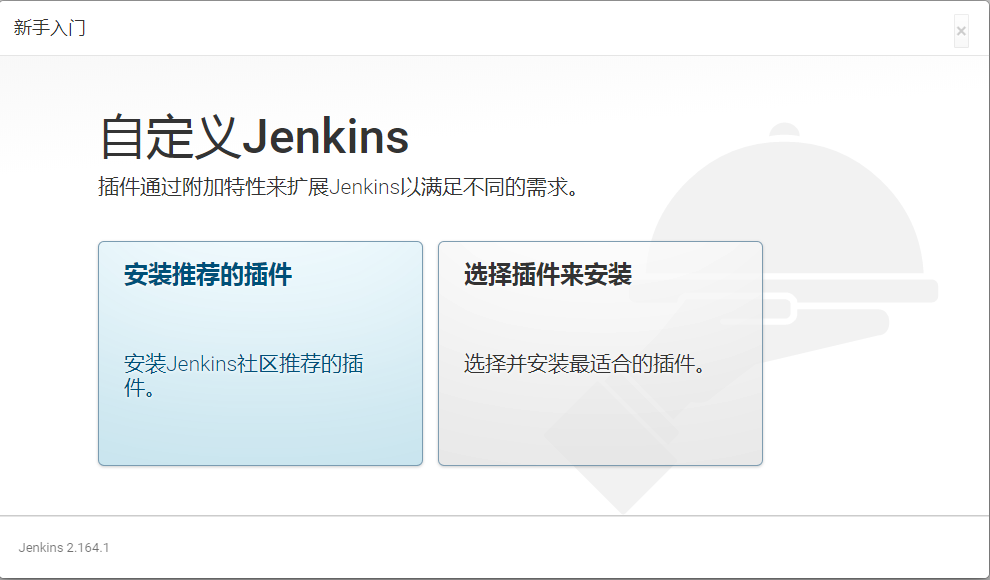 新手入门
×
自定义Jenkins
插件通过附加特性来扩展Jenkins以满足不同的需求。
安装推荐的插件
安装Jenkins社区推荐的插
件。
选择插件来安装
选择并安装最适合的插件。
Jenkins 2.164.1